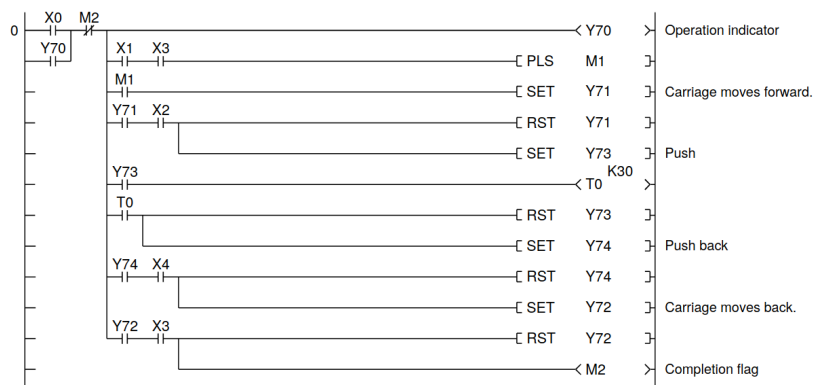 X0 M2
0 Y70 Operation indicator
Y70 X1 X3 PLS M1
M1 SET Y71 Carriage moves forward.
Y71 X2 RST Y71
SET Y73 Push
Y73 K30
T0
T0 RST Y73
SET Y74 Push back
Y74 X4 RST Y74
SET Y72 Carriage moves back.
Y72 X3 RST Y72
M2 Completion flag